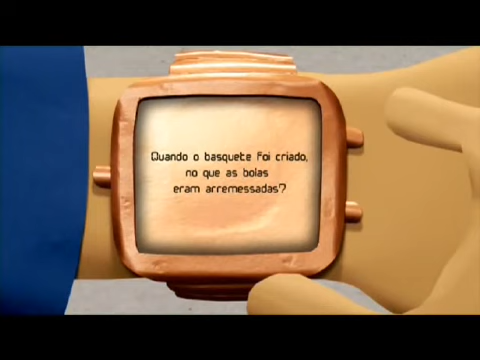 Quando o basquete foi criado,
no que as bolas
eram arremessadas?